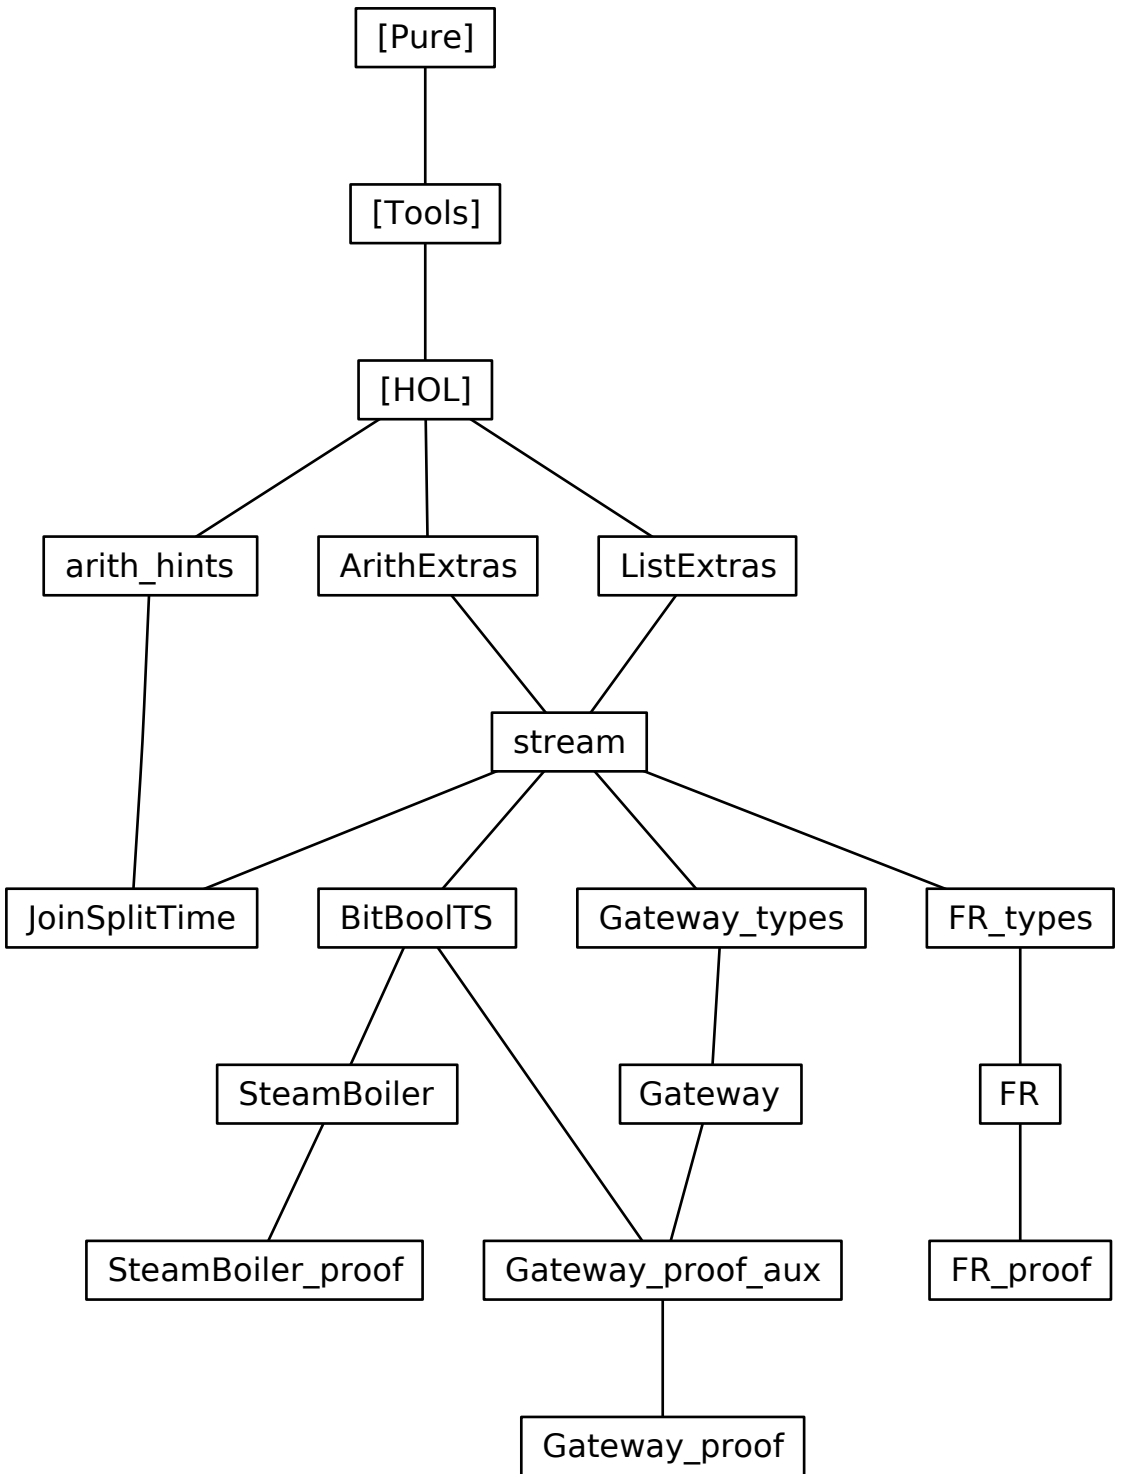 [Pure]
[Tools]
[HOL]
arith_hints
ArithExtras
ListExtras
stream
JoinSplitTime
BitBoolTS
Gateway_types
FR_types
SteamBoiler
Gateway
FR
SteamBoiler_proof
Gateway_proof_aux
FR_proof
Gateway_proof